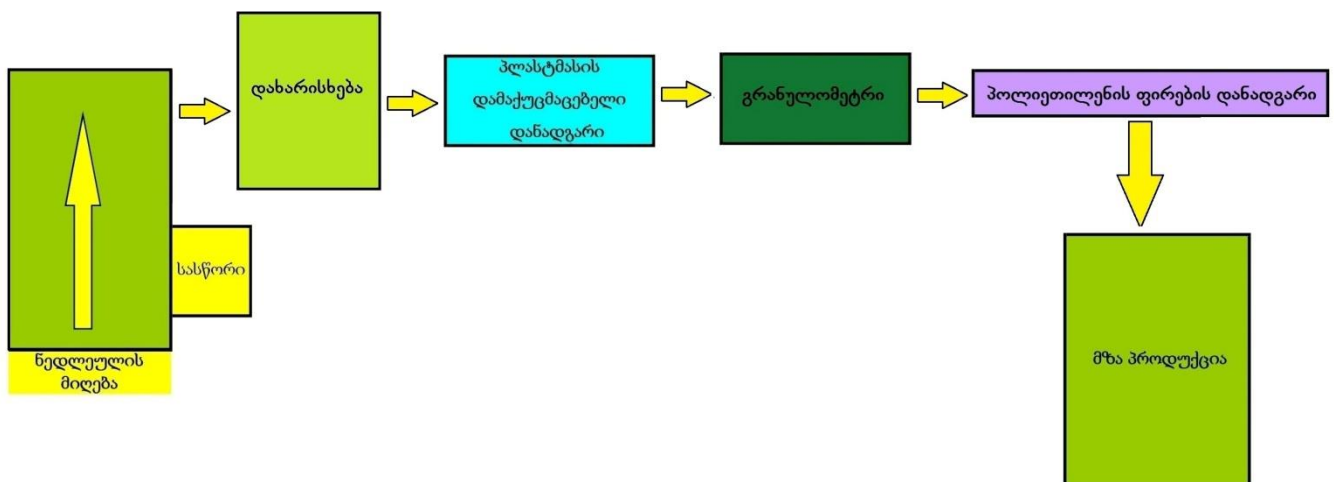 ნედლეულის
მიღება
სასწორი
დახარისხება
პლასტმასის
დამაქუცმაცებელი
დანადგარი
გრანულომეტრი
პოლიეთილენის ფირების დანადგარი
მზა პროდუქცია